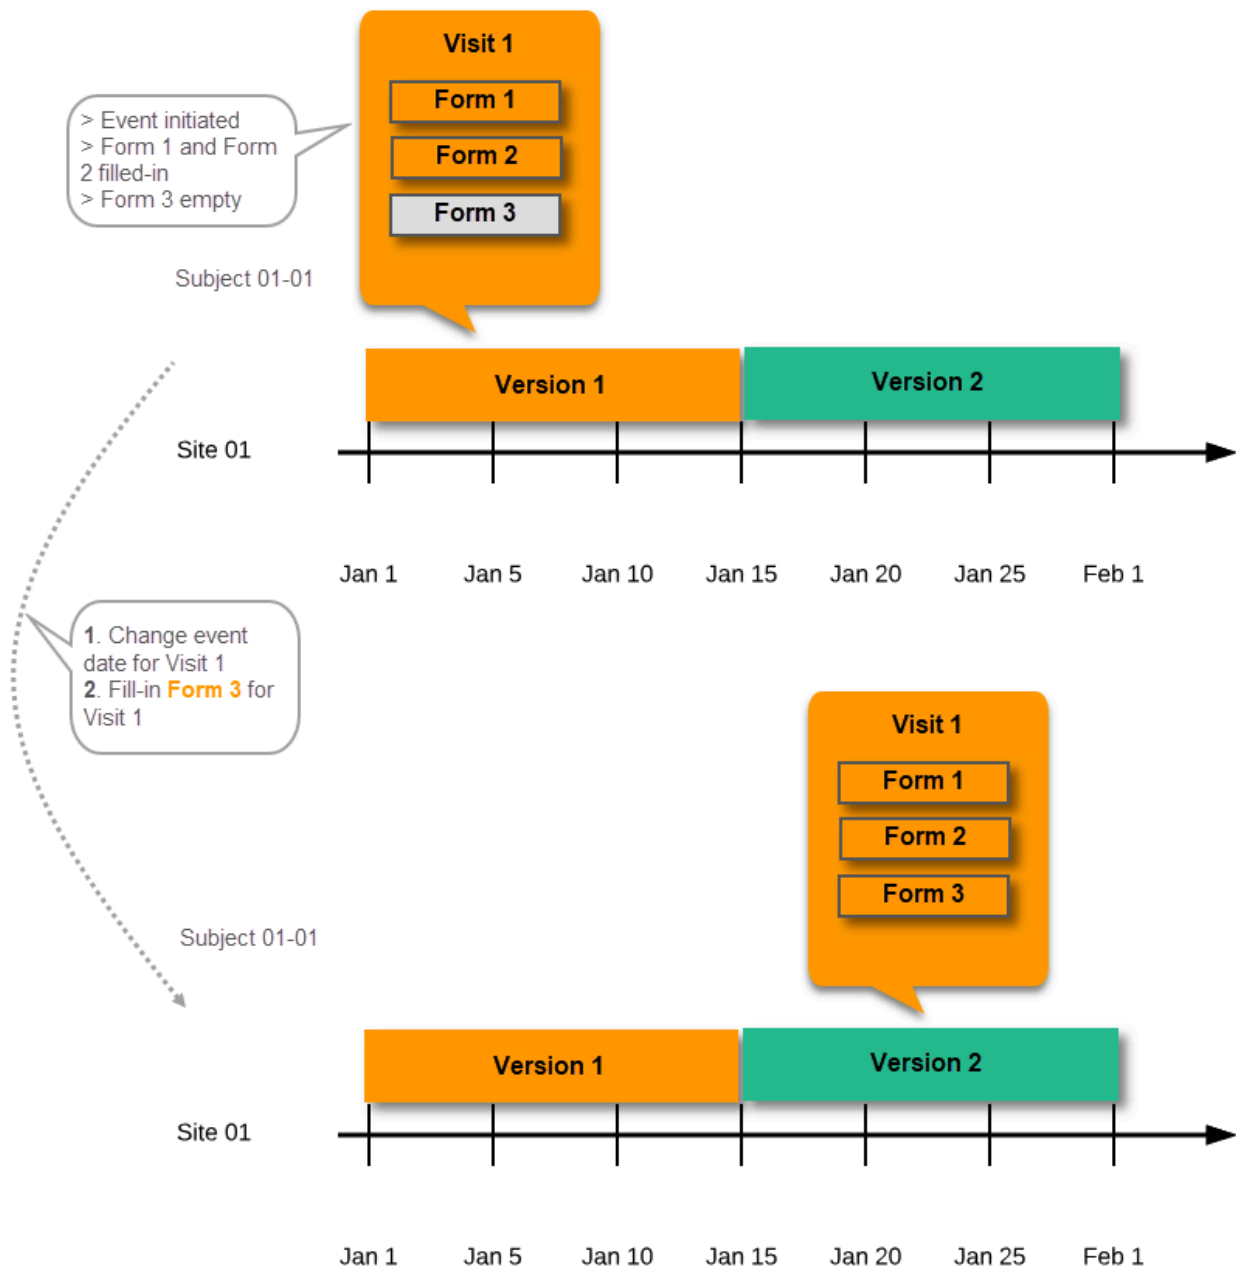 Visit 1
Form 1
Form 2
Form 3
> Event initiated
> Form 1 and Form
2 filled-in
> Form 3 empty
Subject 01-01
Version 1
Version 2
Site 01
Jan 1
Jan 5
Jan 10
Jan 15
Jan 20
Jan 25
Feb 1
1. Change event
date for Visit 1
2. Fill-in Form 3 for
Visit 1
Visit 1
Form 1
Form 2
Form 3
Subject 01-01
Version 1
Version 2
Site 01
Jan 1
Jan 5
Jan 10
Jan 15
Jan 20
Jan 25
Feb 1